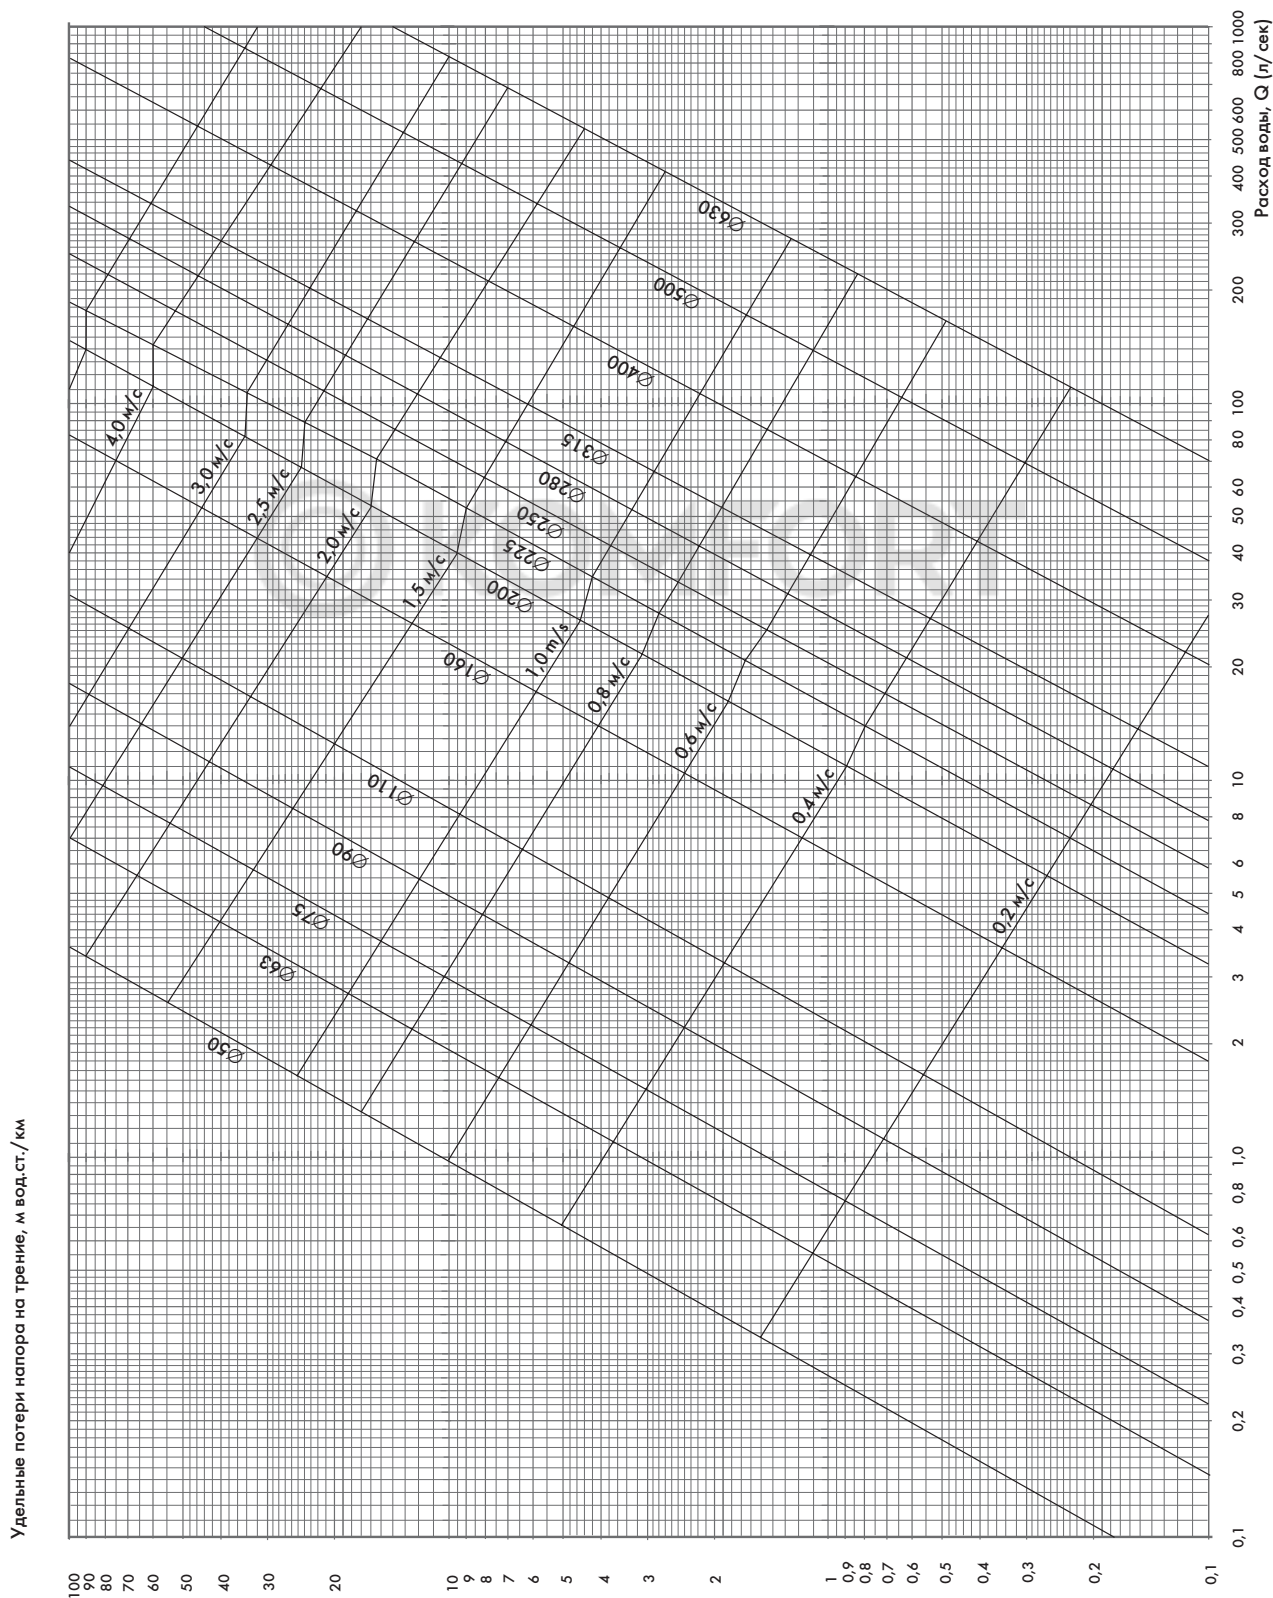 Удельные потери напора на трение, м вод.ст./км
100
90
80
70
60
50
40
30
20
10
9
8
7
6
5
4
3
2
1
0,9
0,8
0,7
0,6
0,5
0,4
0,3
0,2
0,1
0,1
0,2
0,3
0,4
0,5
0,6
0,8
1,0
2
3
4
5
6
8
10
20
30
40
50
60
80
100
200
300
400
500
600
800
1000
Расход воды, Q (л/сек)
Ø50
Ø63
Ø75
Ø90
Ø110
Ø160
Ø200
Ø225
Ø250
Ø280
Ø315
Ø400
Ø500
Ø630
4,0 м/с
3,0 м/с
2,5 м/с
2,0 м/с
1,5 м/с
1,0 m/s
0,8 м/с
0,6 м/с
0,4 м/с
0,2 м/с
KOMFORT